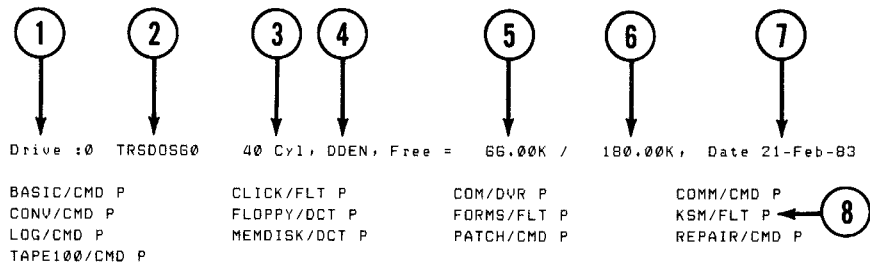 1 2 3 4 5 6 7
Drive :0 TRSDOS60 40 Cyl, DDEN, Free = 66.00K / 180.00K, Date 21-Feb-83
BASIC/CMD P CLICK/FLT P COM/DVR P COMM/CMD P
CONV/CMD P FLOPPY/DCT P FORMS/FLT P KSM/FLT P 8
LOG/CMD P MEMDISK/DCT P PATCH/CMD P REPAIR/CMD P
TAPE100/CMD P